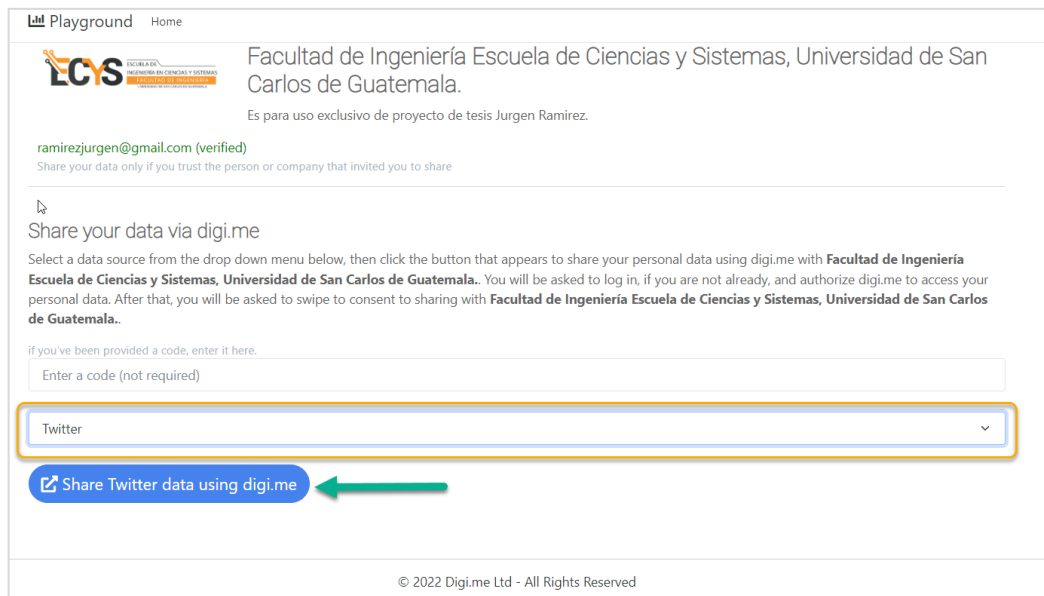 Playground Home
Facultad de Ingeniería Escuela de Ciencias y Sistemas, Universidad de San
Carlos de Guatemala.
ECYS
ESCUELA DE
INGENIERÍA EN CIENCIAS Y SISTEMAS
FACULTAD DE INGENIERÍA
Es para uso exclusivo de proyecto de tesis Jurgen Ramirez.
ramirezjurgen@gmail.com (verified)
Share your data only if you trust the person or company that invited you to share
Share your data via digi.me
Select a data source from the drop down menu below, then click the button that appears to share your personal data using digi.me with Facultad de Ingeniería
Escuela de Ciencias y Sistemas, Universidad de San Carlos de Guatemala.. You will be asked to log in, if you are not already, and authorize digi.me to access your
personal data. After that, you will be asked to swipe to consent to sharing with Facultad de Ingeniería Escuela de Ciencias y Sistemas, Universidad de San Carlos
de Guatemala..
if you've been provided a code, enter it here.
Enter a code (not required)
Twitter
Share Twitter data using digi.me
© 2022 Digi.me Ltd - All Rights Reserved